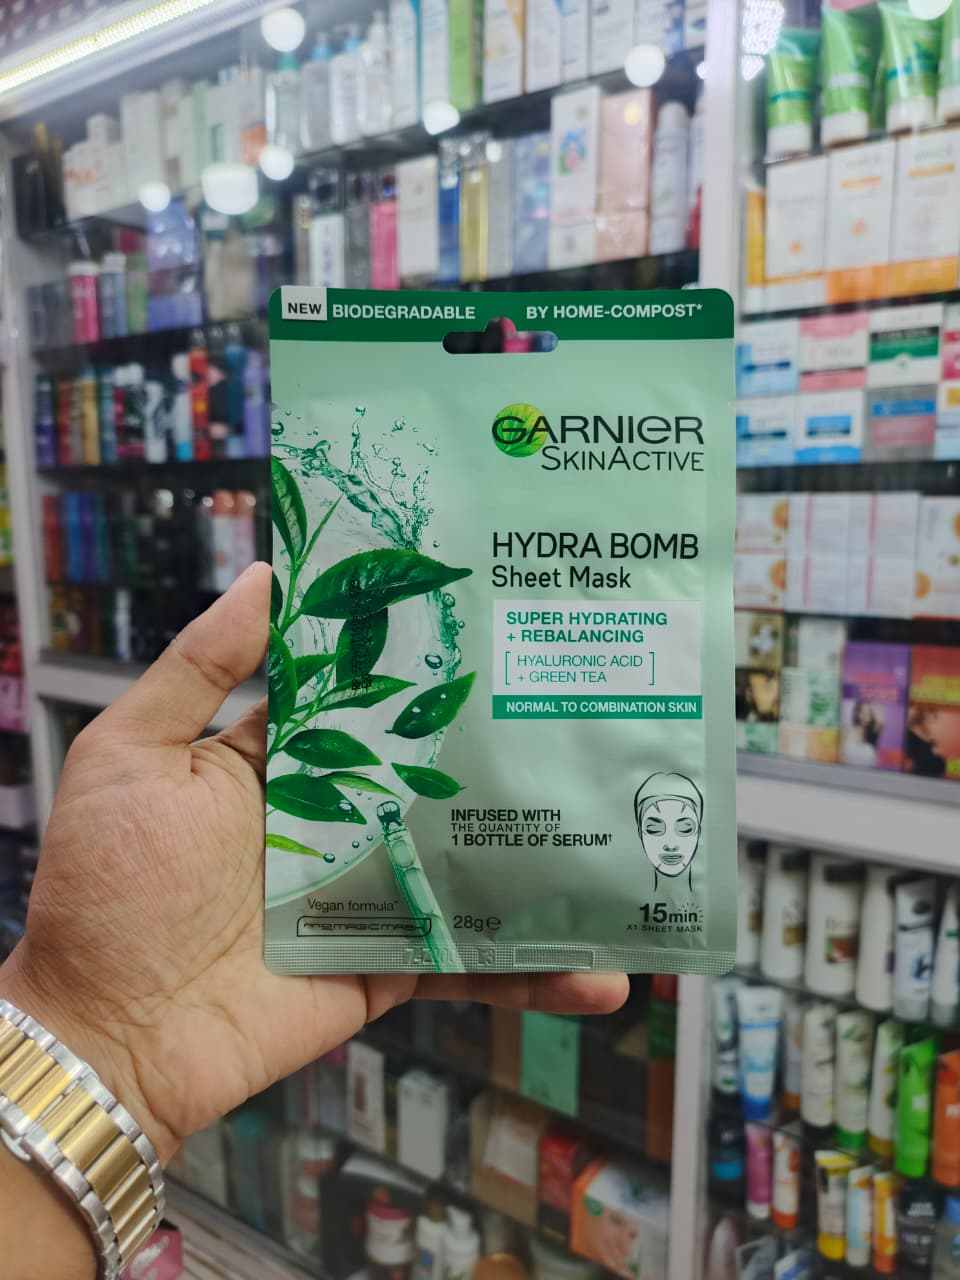 NEW BIODEGRADABLE BY HOME-COMPOST*
GARNIER
SKINACTIVE
HYDRA BOMB
Sheet Mask
SUPER HYDRATING
+ REBALANCING
HYALURONIC ACID
+ GREEN TEA
NORMAL TO COMBINATION SKIN
INFUSED WITH
THE QUANTITY OF
1 BOTTLE OF SERUM†
Vegan formula^
28g℮
15min
X1 SHEET MASK